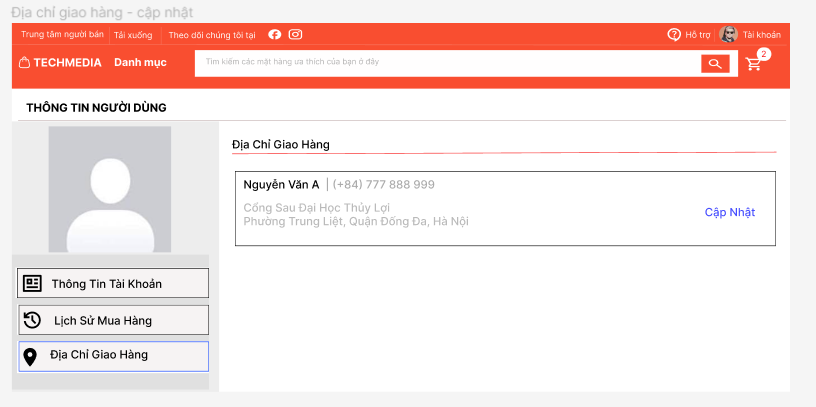 Địa chỉ giao hàng - cập nhật
Trung tâm người bán Tải xuống Theo dõi chúng tôi tại Hỗ trợ Tài khoản
TECHMEDIA Danh mục Tìm kiếm các mặt hàng ưa thích của bạn ở đây 2
THÔNG TIN NGƯỜI DÙNG
Địa Chỉ Giao Hàng
Nguyễn Văn A | (+84) 777 888 999
Cổng Sau Đại Học Thủy Lợi
Phường Trung Liệt, Quận Đống Đa, Hà Nội
Cập Nhật
Thông Tin Tài Khoản
Lịch Sử Mua Hàng
Địa Chỉ Giao Hàng